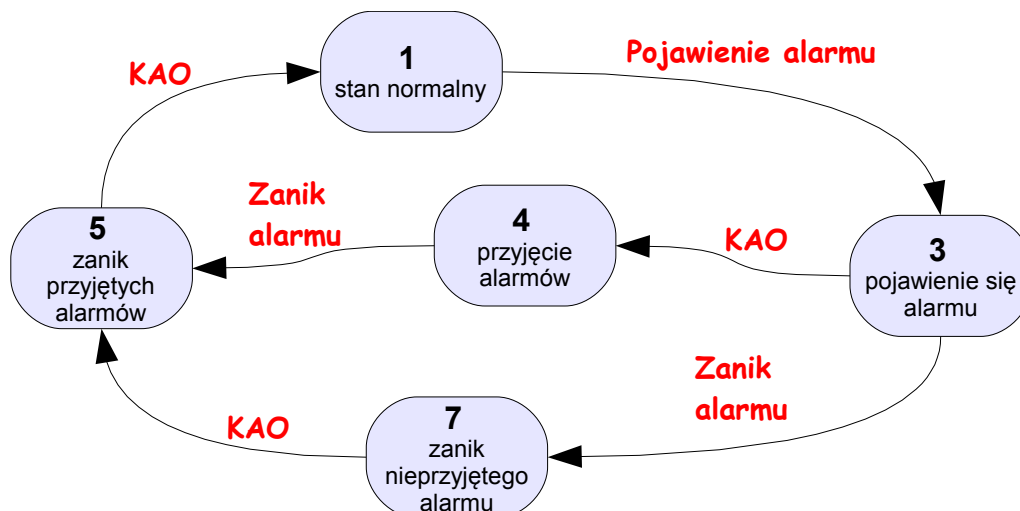 1
stan normalny
Pojawienie alarmu
KAO
Zanik
alarmu
5
zanik
przyjętych
alarmów
4
przyjęcie
alarmów
KAO
3
pojawienie się
alarmu
Zanik
alarmu
KAO
7
zanik
nieprzyjętego
alarmu